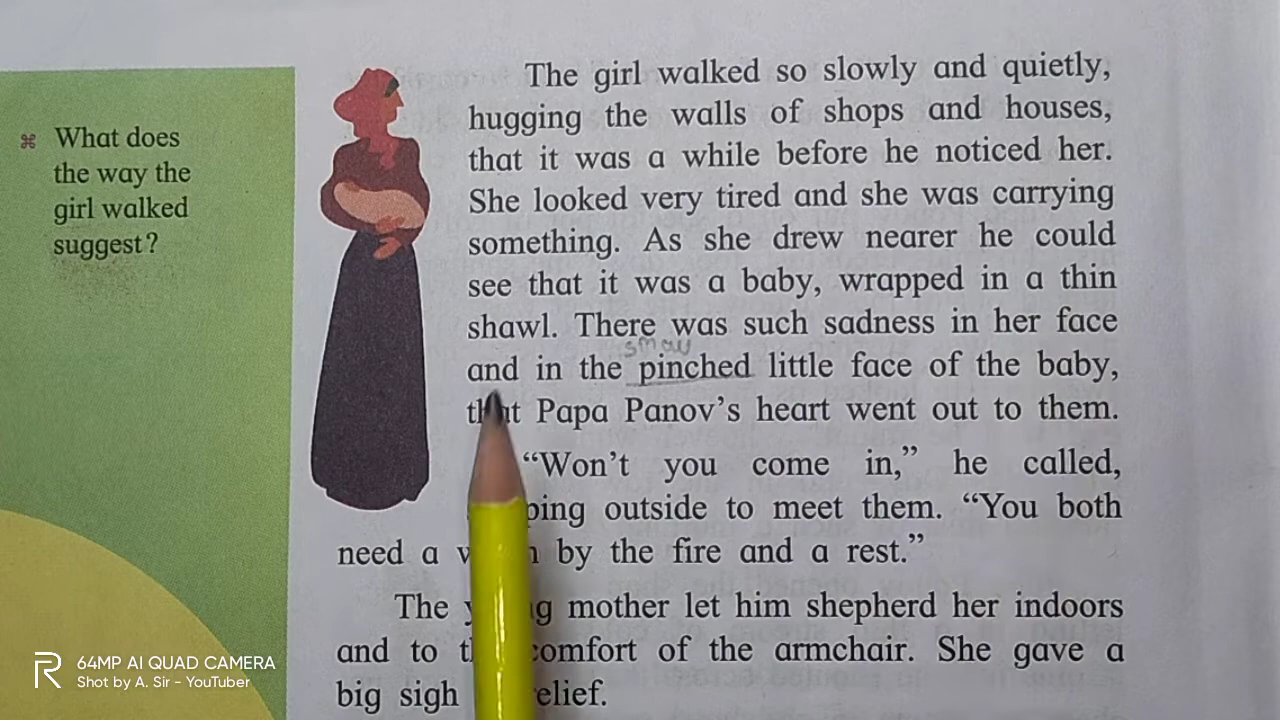 ⌘ What does
the way the
girl walked
suggest?
The girl walked so slowly and quietly,
hugging the walls of shops and houses,
that it was a while before he noticed her.
She looked very tired and she was carrying
something. As she drew nearer he could
see that it was a baby, wrapped in a thin
shawl. There was such sadness in her face
small
and in the pinched little face of the baby,
that Papa Panov's heart went out to them.
"Won't you come in," he called,
outside to meet them. "You both
need a by the fire and a rest."
The mother let him shepherd her indoors
and to comfort of the armchair. She gave a
big sigh relief.
64MP AI QUAD CAMERA
Shot by A. Sir - YouTuber